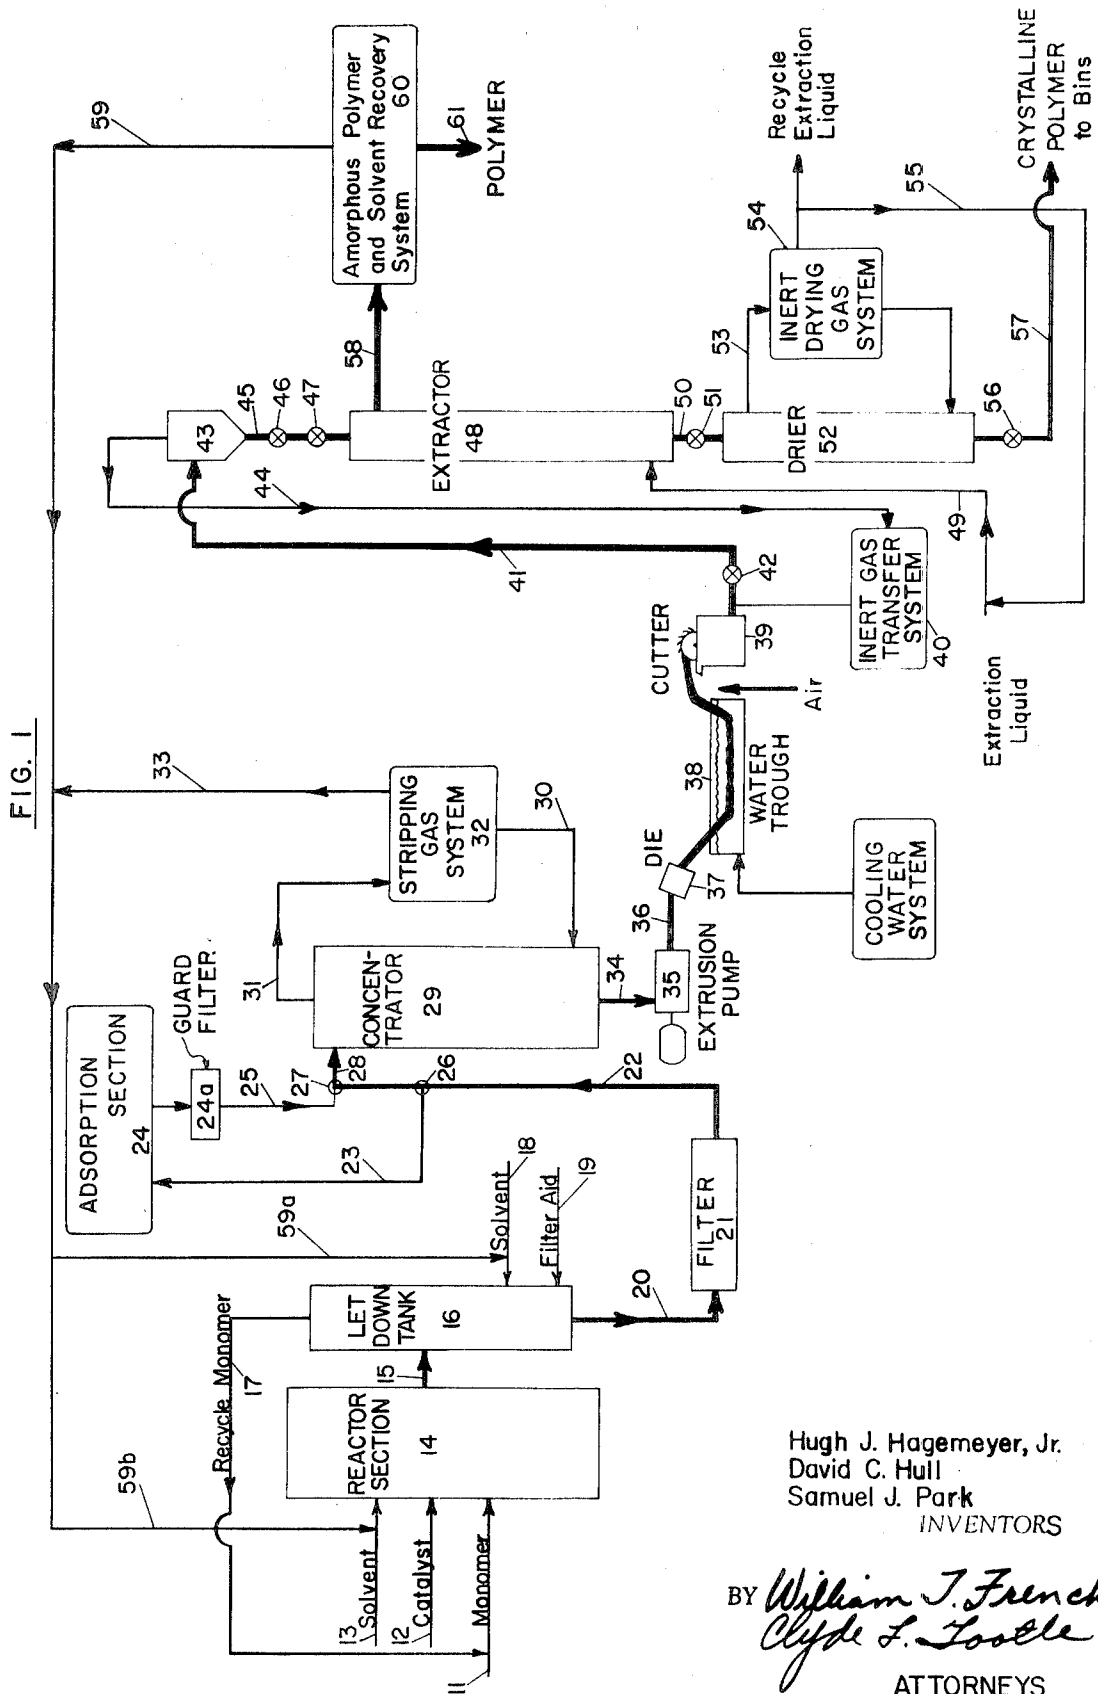 FIG. 1
59
Amorphous Polymer
and Solvent Recovery
System 60
61
POLYMER
58
45
46
47
43
44
41
EXTRACTOR
48
50
51
DRIER
52
53
54
INERT
DRYING
GAS
SYSTEM
Recycle
Extraction
Liquid
55
56
57
CRYSTALLINE
POLYMER
to Bins
49
Extraction
Liquid
42
INERT GAS
TRANSFER
SYSTEM
40
CUTTER
39
Air
38
WATER
TROUGH
DIE
37
36
35
EXTRUSION
PUMP
COOLING
WATER
SYSTEM
33
STRIPPING
GAS
SYSTEM
32
30
31
CONCEN-
TRATOR
29
34
ADSORPTION
SECTION
24
GUARD
FILTER
24a
25
27
28
26
23
22
FILTER
21
20
59a
Solvent
18
Filter Aid
19
LET
DOWN
TANK
16
15
Recycle Monomer
17
REACTOR
SECTION
14
59b
13
Solvent
12
Catalyst
11
Monomer
Hugh J. Hagemeyer, Jr.
David C. Hull
Samuel J. Park
INVENTORS
BY William T. French
Clyde L. Tootle
ATTORNEYS